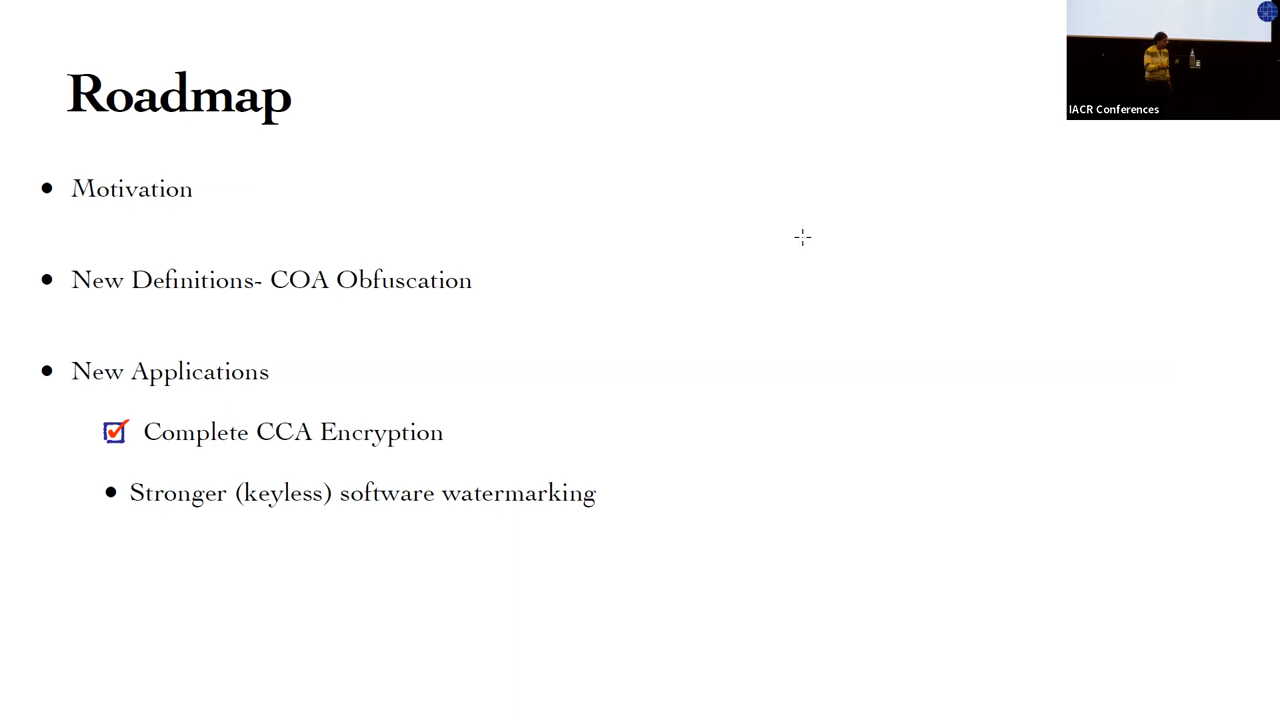 Roadmap
IACR Conferences
Motivation
New Definitions- COA Obfuscation
New Applications
Complete CCA Encryption
Stronger (keyless) software watermarking